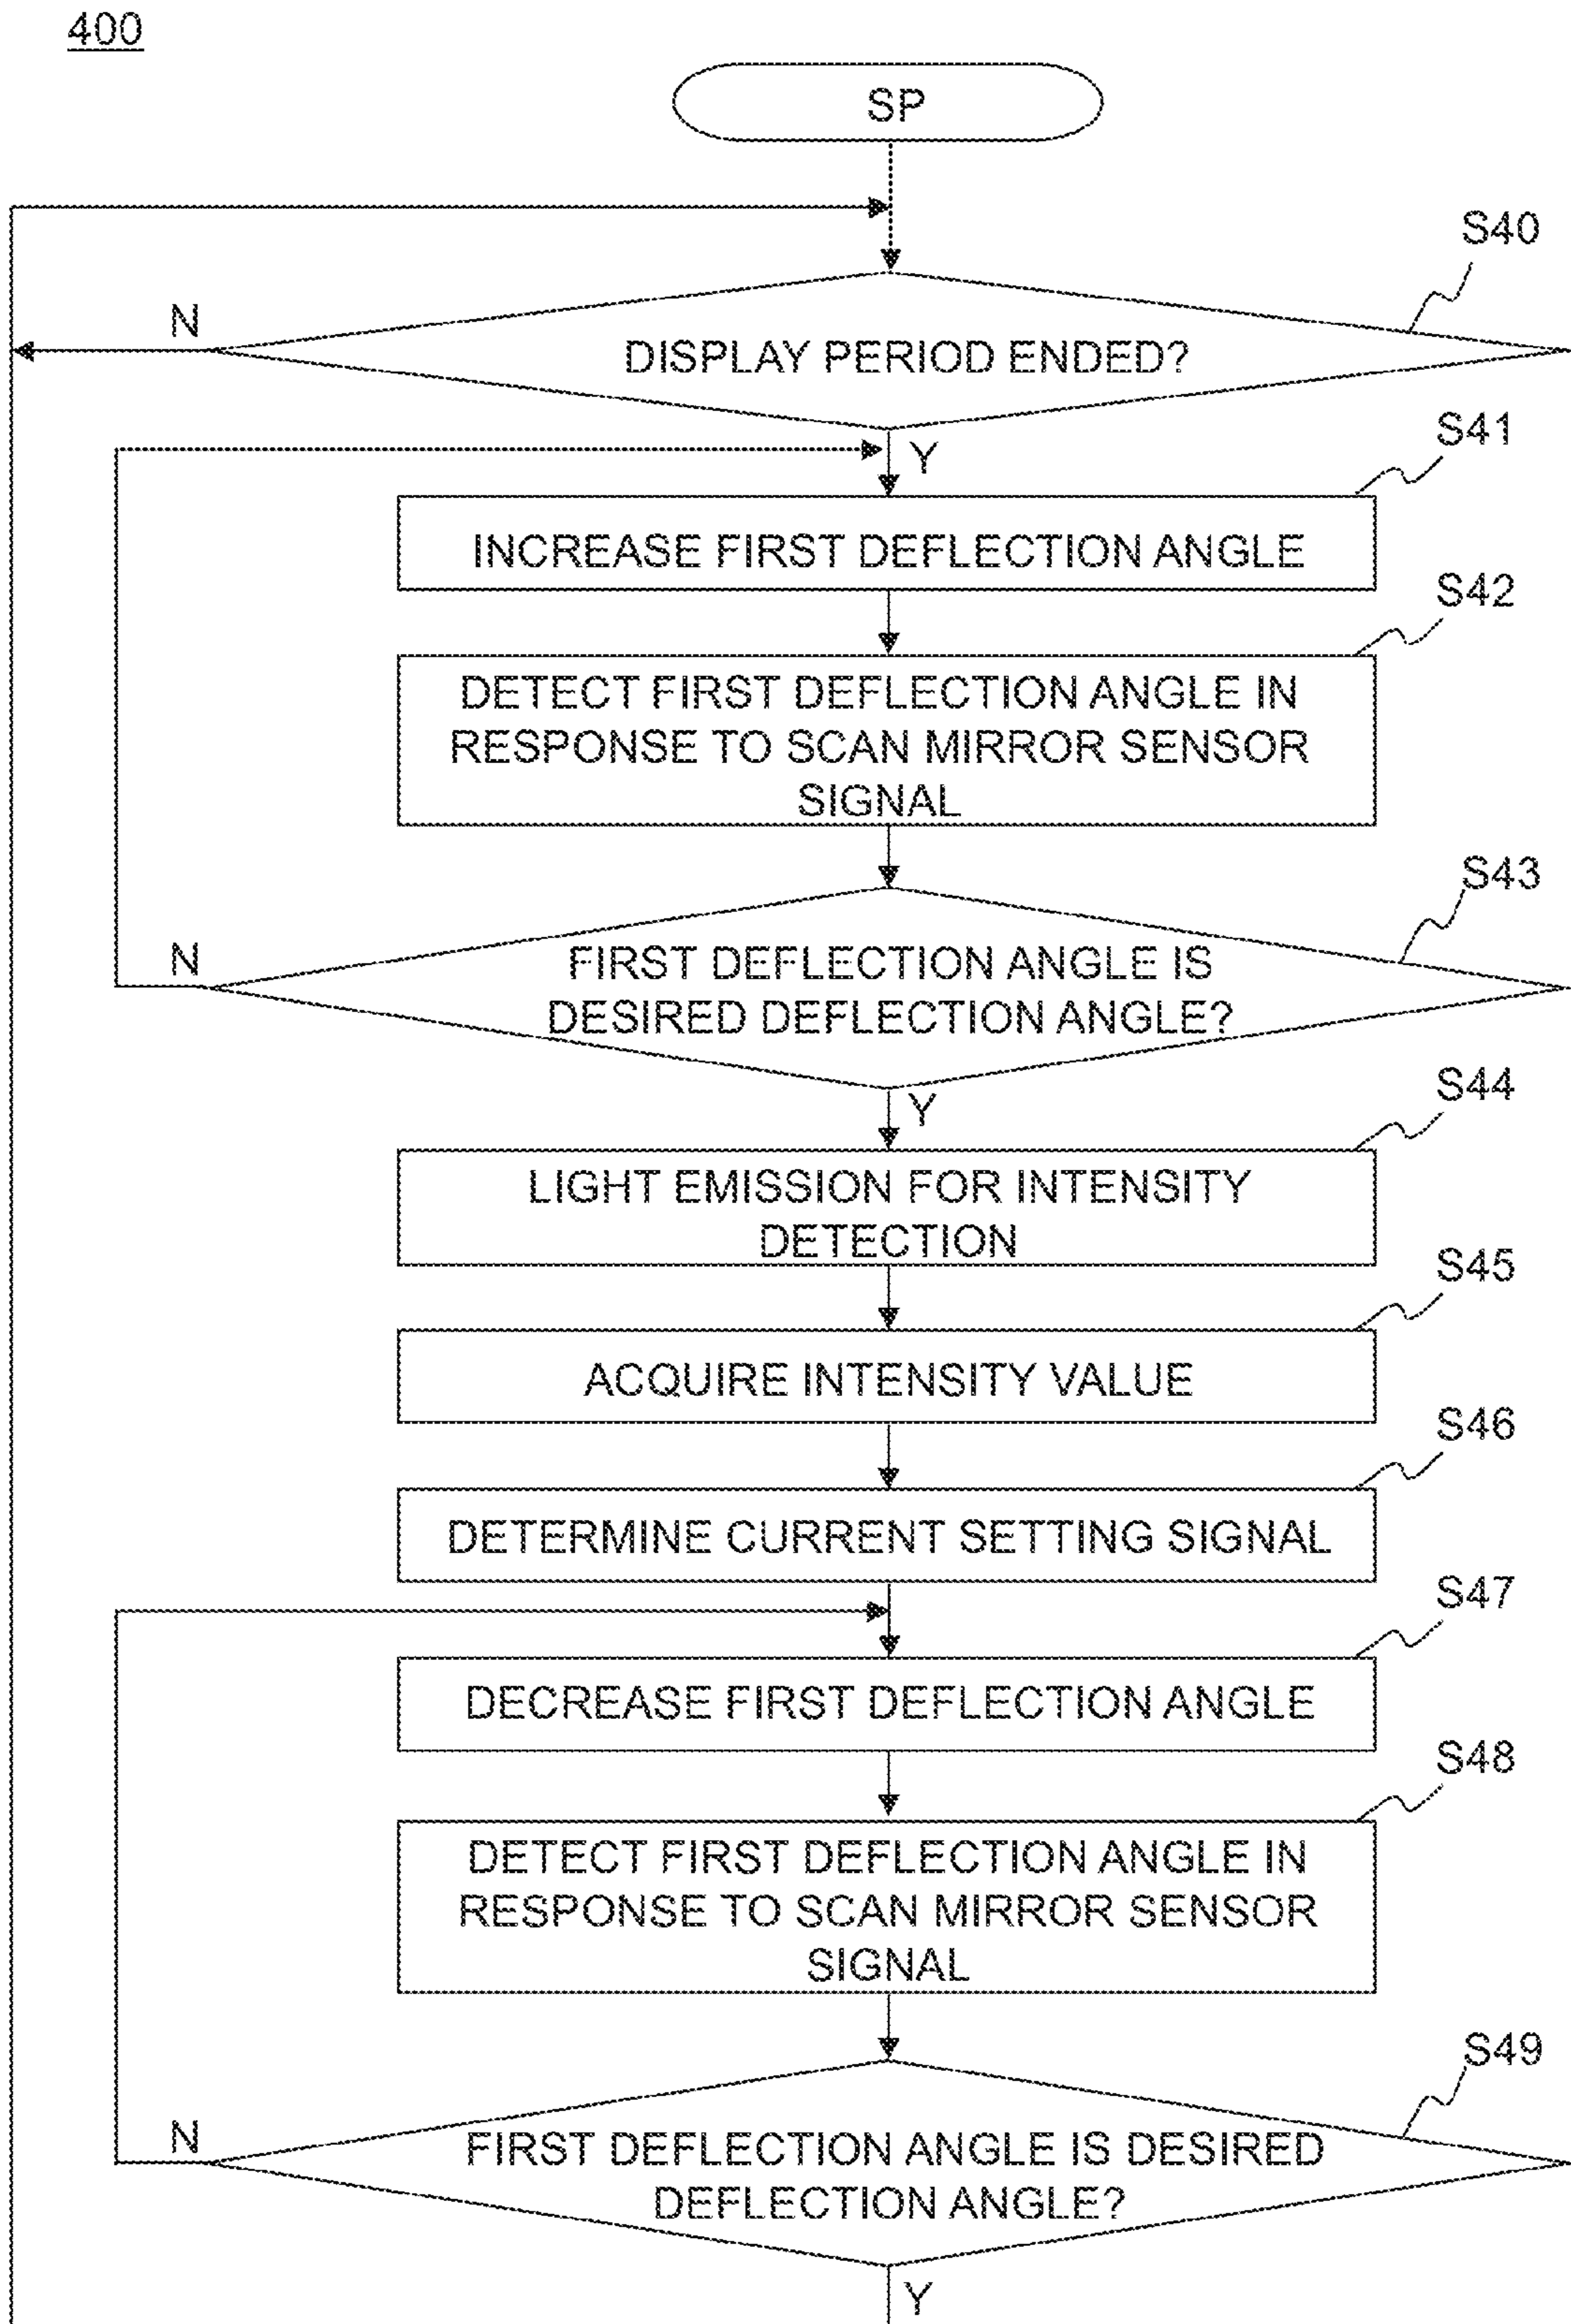 400
SP
S40
N
DISPLAY PERIOD ENDED?
Y
S41
INCREASE FIRST DEFLECTION ANGLE
S42
DETECT FIRST DEFLECTION ANGLE IN
RESPONSE TO SCAN MIRROR SENSOR
SIGNAL
S43
N
FIRST DEFLECTION ANGLE IS
DESIRED DEFLECTION ANGLE?
Y
S44
LIGHT EMISSION FOR INTENSITY
DETECTION
S45
ACQUIRE INTENSITY VALUE
S46
DETERMINE CURRENT SETTING SIGNAL
S47
DECREASE FIRST DEFLECTION ANGLE
S48
DETECT FIRST DEFLECTION ANGLE IN
RESPONSE TO SCAN MIRROR SENSOR
SIGNAL
S49
N
FIRST DEFLECTION ANGLE IS DESIRED
DEFLECTION ANGLE?
Y